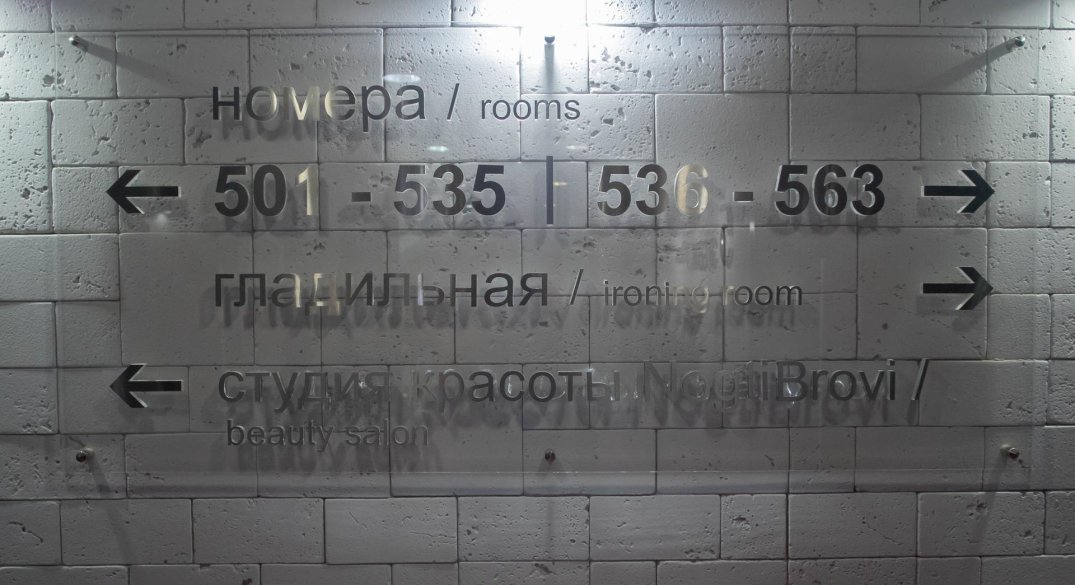 номера / rooms
← 501 - 535 | 536 - 563 →
гладильная / ironing room →
← студия красоты NogtiBrovi /
beauty salon